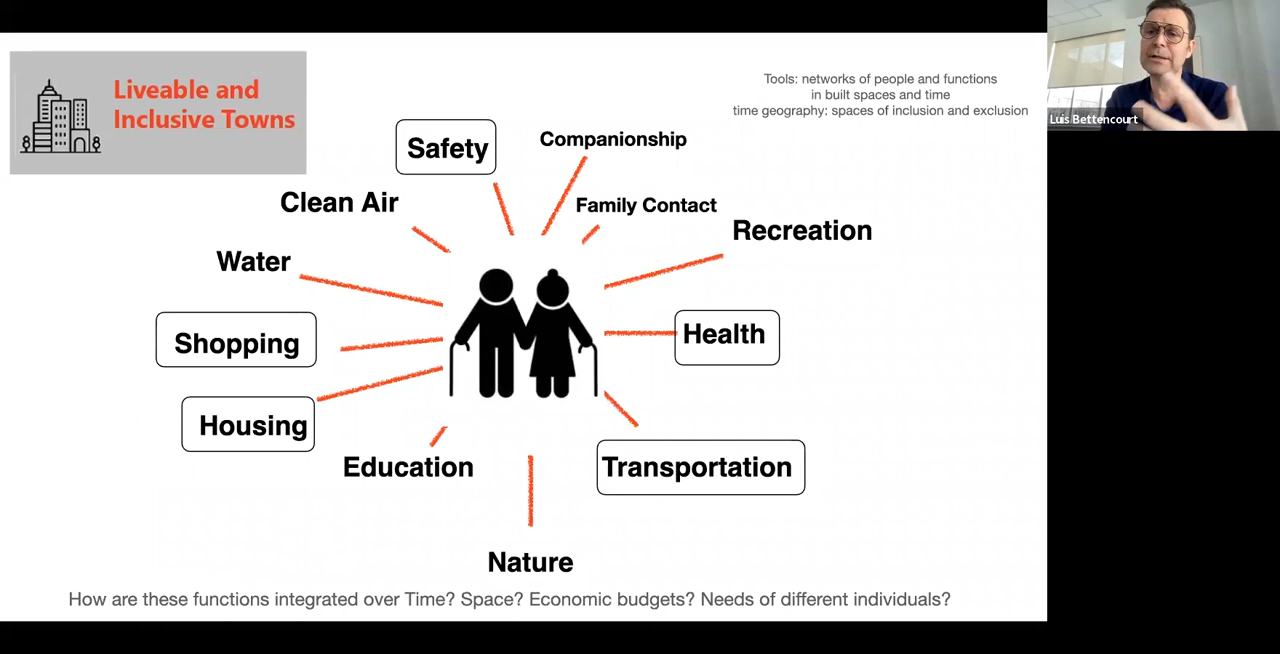 Liveable and
Inclusive Towns
Tools: networks of people and functions
in built spaces and time
time geography: spaces of inclusion and exclusion
Luis Bettencourt
Safety
Companionship
Clean Air
Family Contact
Recreation
Water
Shopping
Health
Housing
Education
Transportation
Nature
How are these functions integrated over Time? Space? Economic budgets? Needs of different individuals?